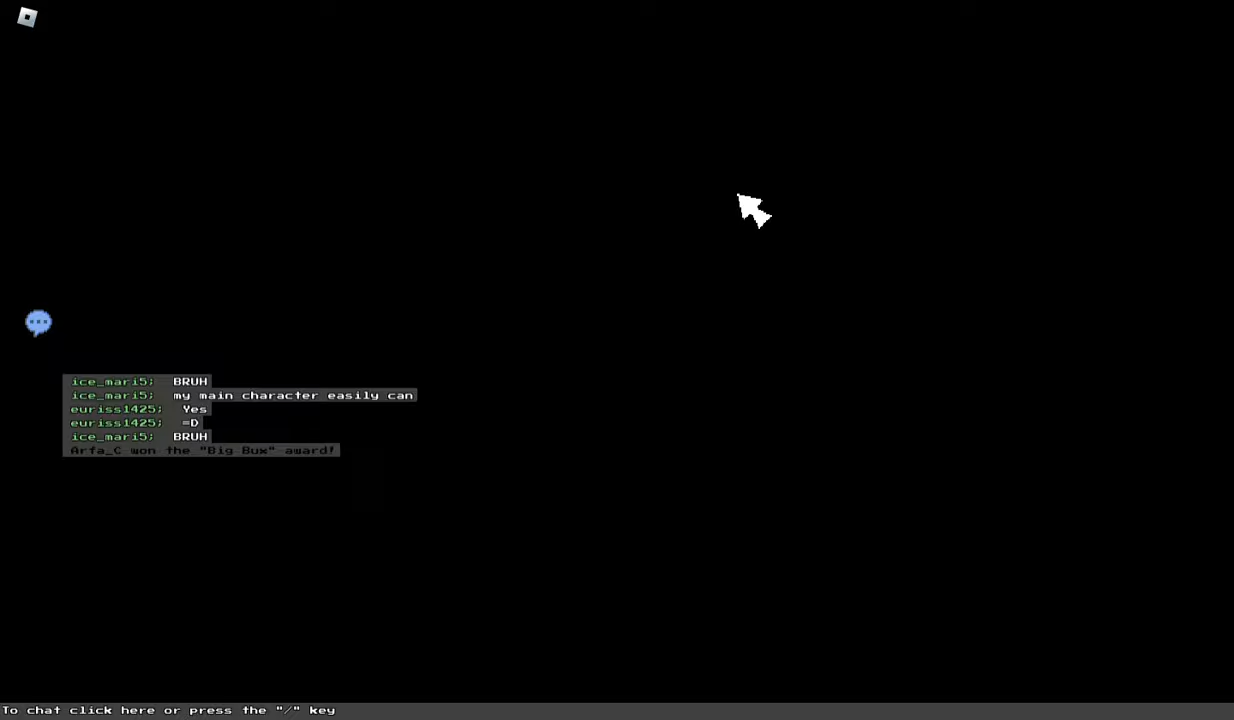 ice_mari5; BRUH
ice_mari5; my main character easily can
euriss1425; Yes
euriss1425; =D
ice_mari5; BRUH
Arfa_C won the "Big Bux" award!
To chat click here or press the "/" key